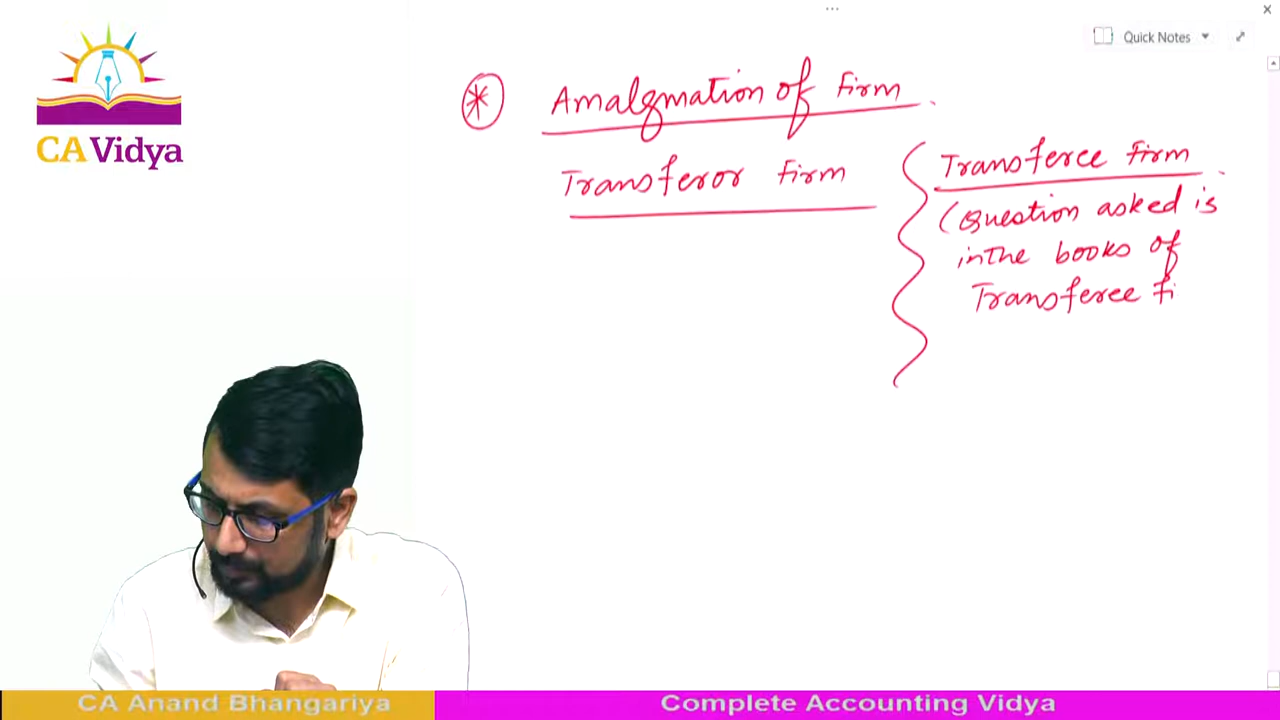 CA Vidya
...
Quick Notes
Amalgmation of Firm
Transferor Firm
Transferee Firm
(Question asked is
in the books of
Transferee Fi
CA Anand Bhangariya
Complete Accounting Vidya